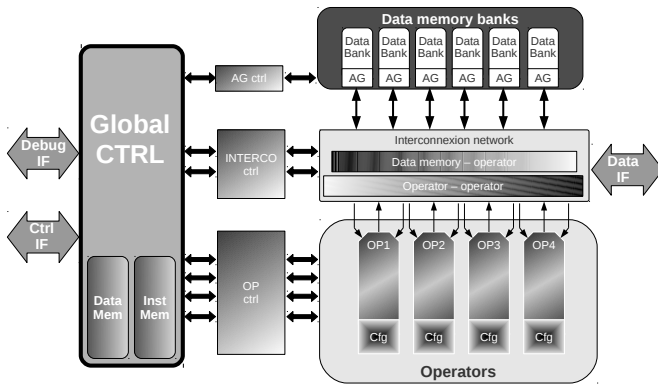 Data memory banks
Data Data Data Data Data Data
Bank Bank Bank Bank Bank Bank
AG AG AG AG AG AG
AG ctrl
Global
CTRL
Debug
IF
INTERCO
ctrl
Interconnexion network
Data memory – operator
Operator – operator
Data
IF
Ctrl
IF
OP1 OP2 OP3 OP4
OP
ctrl
Data
Mem
Inst
Mem
Cfg Cfg Cfg Cfg
Operators